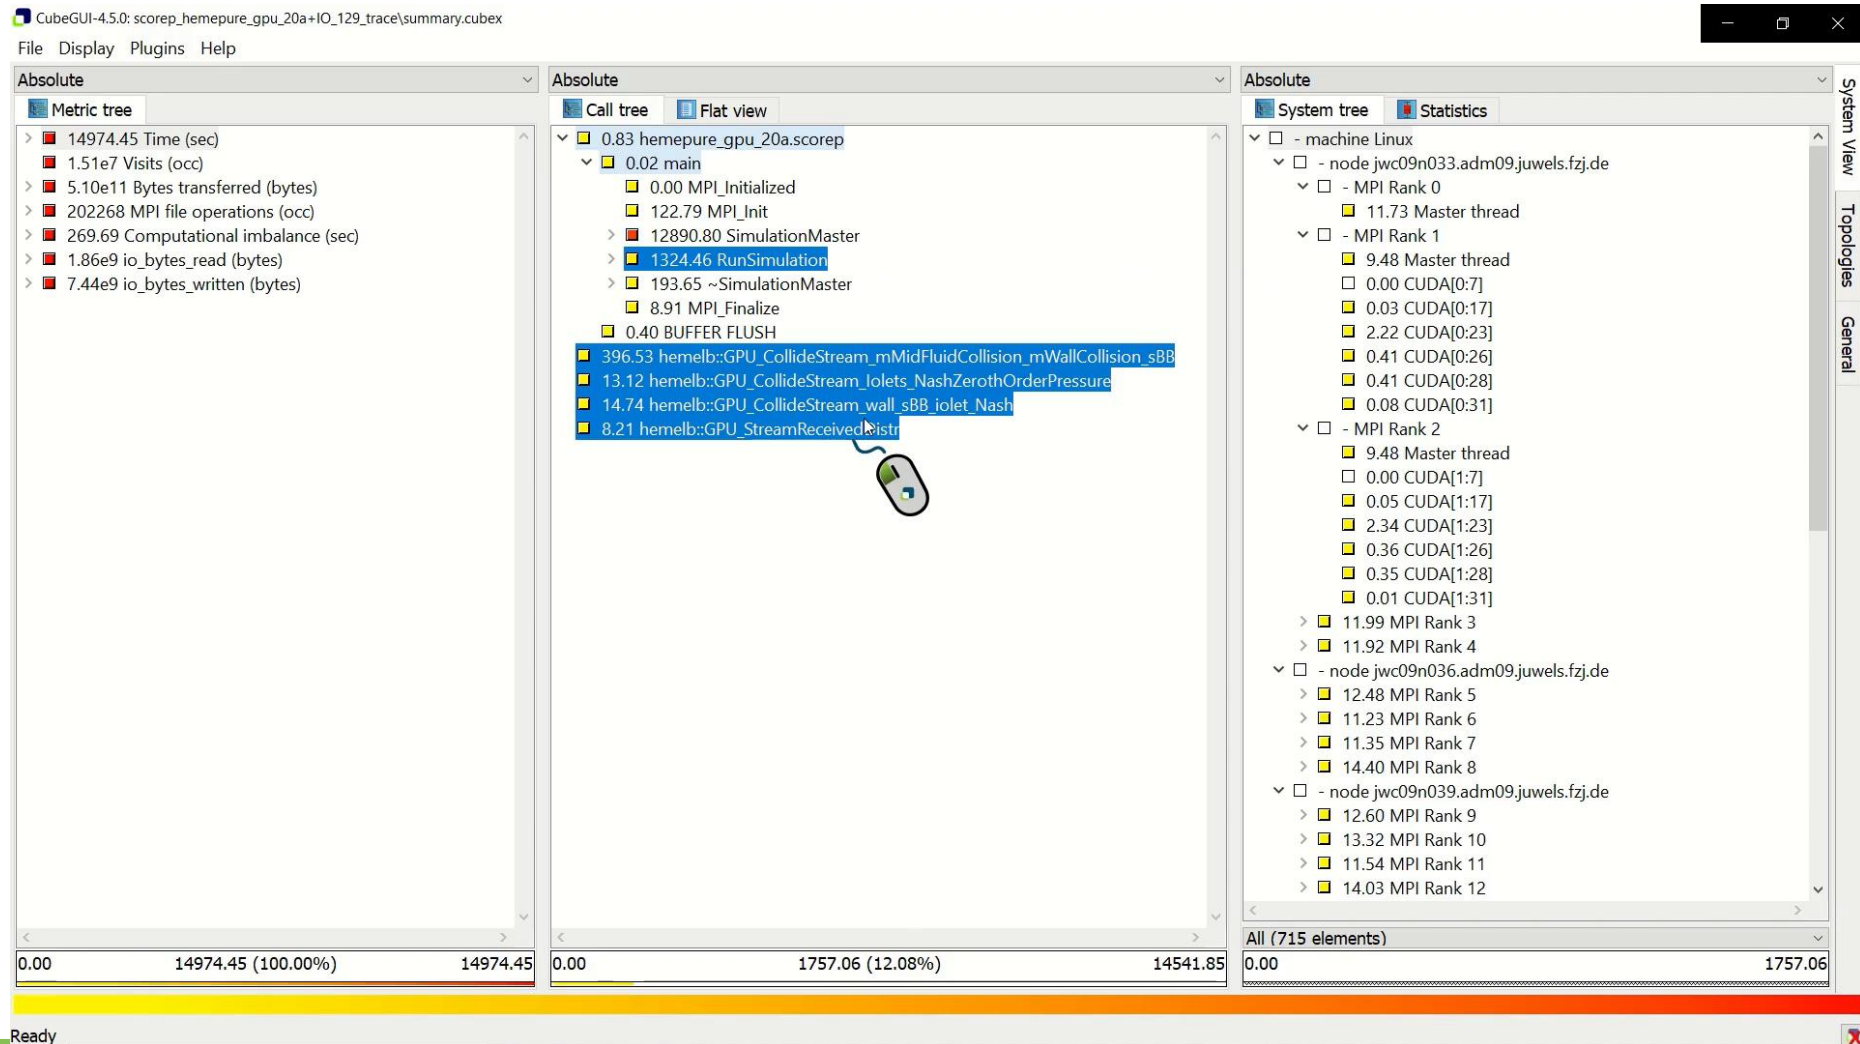 CubeGUI-4.5.0: scorep_hemepure_gpu_20a+IO_129_trace\summary.cubex
File Display Plugins Help
Absolute
Metric tree
14974.45 Time (sec)
1.51e7 Visits (occ)
5.10e11 Bytes transferred (bytes)
202268 MPI file operations (occ)
269.69 Computational imbalance (sec)
1.86e9 io_bytes_read (bytes)
7.44e9 io_bytes_written (bytes)
0.00 14974.45 (100.00%) 14974.45
Absolute
Call tree Flat view
0.83 hemepure_gpu_20a.scorep
0.02 main
0.00 MPI_Initialized
122.79 MPI_Init
12890.80 SimulationMaster
1324.46 RunSimulation
193.65 ~SimulationMaster
8.91 MPI_Finalize
0.40 BUFFER FLUSH
396.53 hemelb::GPU_CollideStream_mMidFluidCollision_mWallCollision_sBB
13.12 hemelb::GPU_CollideStream_Iolets_NashZerothOrderPressure
14.74 hemelb::GPU_CollideStream_wall_sBB_iolet_Nash
8.21 hemelb::GPU_StreamReceivedDistr
0.00 1757.06 (12.08%) 14541.85
Absolute
System tree Statistics
- machine Linux
- node jwc09n033.adm09.juwels.fzj.de
- MPI Rank 0
11.73 Master thread
- MPI Rank 1
9.48 Master thread
0.00 CUDA[0:7]
0.03 CUDA[0:17]
2.22 CUDA[0:23]
0.41 CUDA[0:26]
0.41 CUDA[0:28]
0.08 CUDA[0:31]
- MPI Rank 2
9.48 Master thread
0.00 CUDA[1:7]
0.05 CUDA[1:17]
2.34 CUDA[1:23]
0.36 CUDA[1:26]
0.35 CUDA[1:28]
0.01 CUDA[1:31]
11.99 MPI Rank 3
11.92 MPI Rank 4
- node jwc09n036.adm09.juwels.fzj.de
12.48 MPI Rank 5
11.23 MPI Rank 6
11.35 MPI Rank 7
14.40 MPI Rank 8
- node jwc09n039.adm09.juwels.fzj.de
12.60 MPI Rank 9
13.32 MPI Rank 10
11.54 MPI Rank 11
14.03 MPI Rank 12
All (715 elements)
0.00 1757.06
System View
Topologies
General
Ready